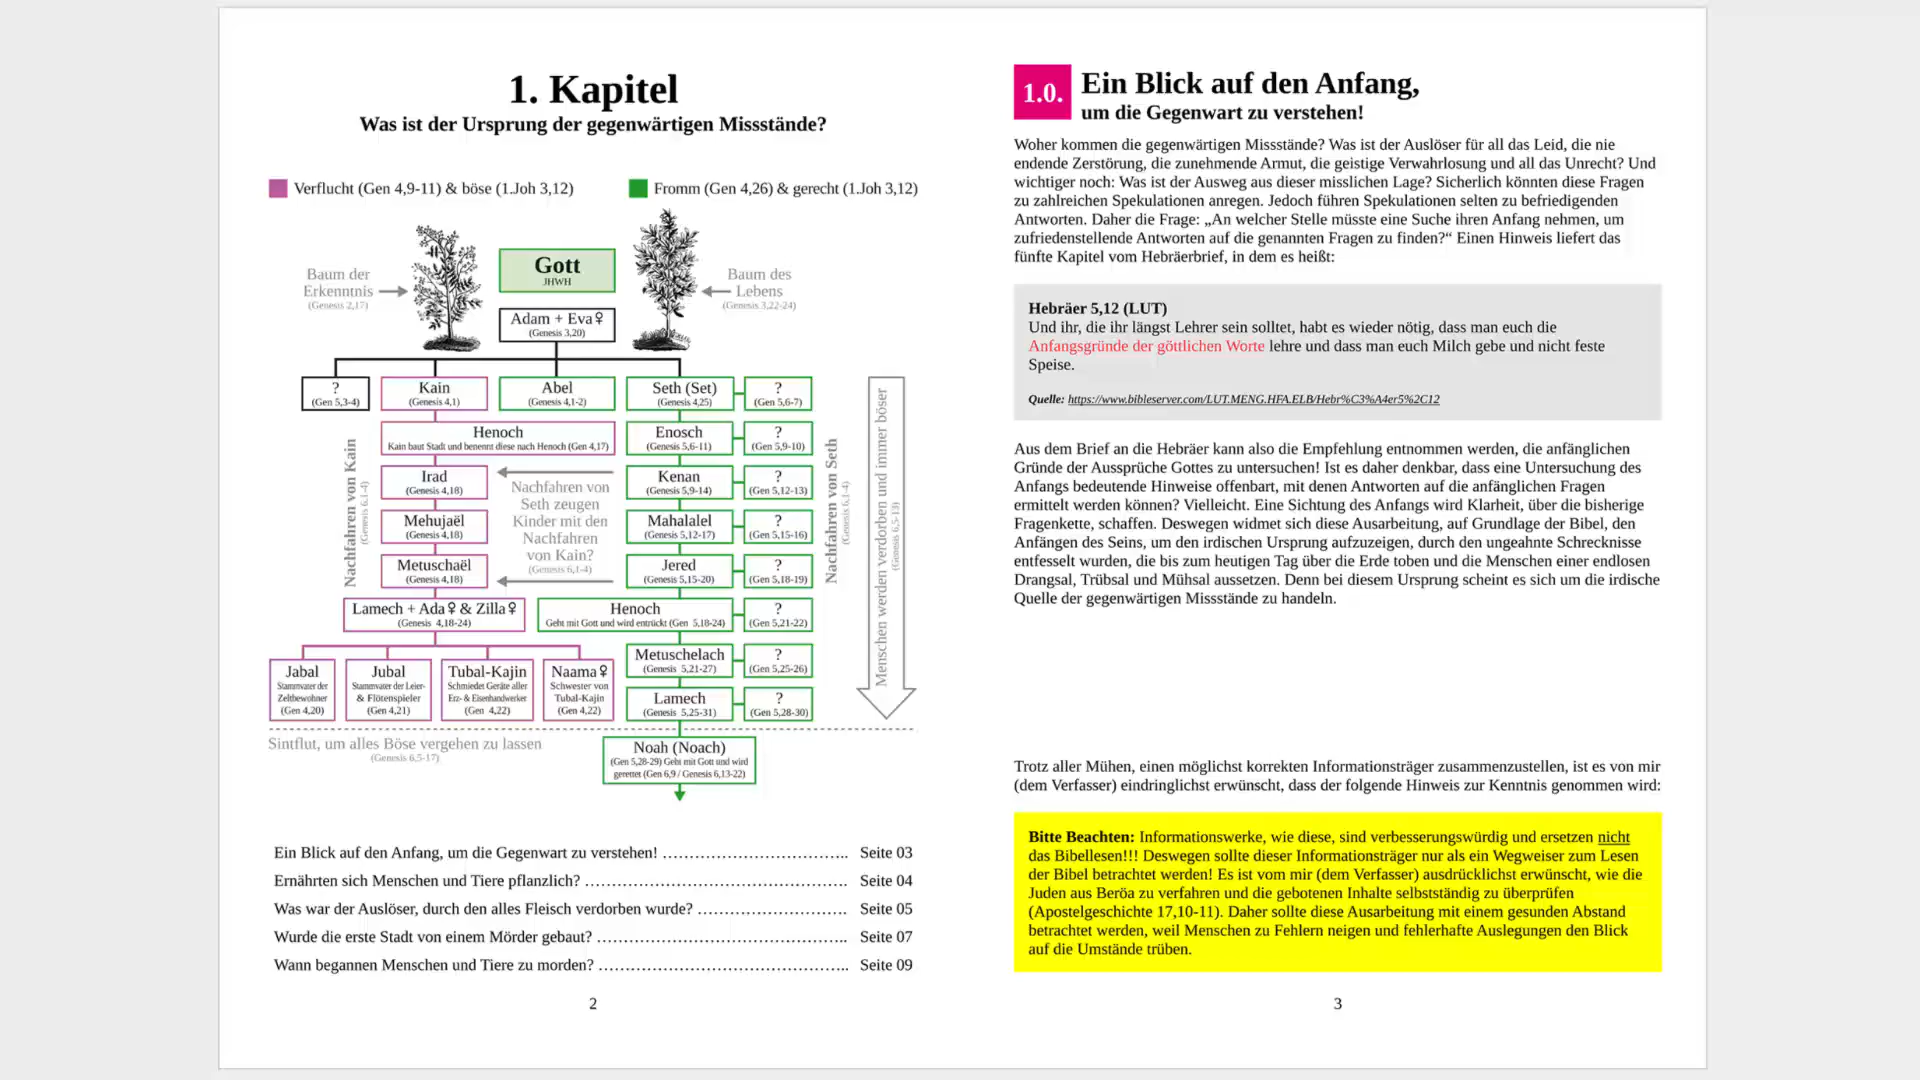 1. Kapitel
Was ist der Ursprung der gegenwärtigen Missstände?
Verflucht (Gen 4,9-11) & böse (1.Joh 3,12)
Fromm (Gen 4,26) & gerecht (1.Joh 3,12)
Baum der
Erkenntnis
(Genesis 2,17)
Gott
JHWH
Baum des
Lebens
(Genesis 3,22-24)
Adam + Eva♀
(Genesis 3,20)
?
(Gen 5,3-4)
Kain
(Genesis 4,1)
Abel
(Genesis 4,1-2)
Seth (Set)
(Genesis 4,25)
?
(Gen 5,6-7)
Henoch
Kain baut Stadt und benennt diese nach Henoch (Gen 4,17)
Enosch
(Genesis 5,6-11)
?
(Gen 5,9-10)
Irad
(Genesis 4,18)
Kenan
(Genesis 5,9-14)
?
(Gen 5,12-13)
Mehujaël
(Genesis 4,18)
Mahalalel
(Genesis 5,12-17)
?
(Gen 5,15-16)
Metuschaël
(Genesis 4,18)
Jered
(Genesis 5,15-20)
?
(Gen 5,18-19)
Nachfahren von
Seth zeugen
Kinder mit den
Nachfahren
von Kain?
(Genesis 6,1-4)
Nachfahren von Kain
(Genesis 6,1-4)
Nachfahren von Seth
(Genesis 6,1-4)
Menschen werden verdorben und immer böser
(Genesis 6,5-13)
Lamech + Ada♀ & Zilla♀
(Genesis 4,18-24)
Henoch
Geht mit Gott und wird entrückt (Gen 5,18-24)
?
(Gen 5,21-22)
Metuschelach
(Genesis 5,21-27)
?
(Gen 5,25-26)
Jabal
Stammvater der
Zeltbewohner
(Gen 4,20)
Jubal
Stammvater der Leier-
& Flötenspieler
(Gen 4,21)
Tubal-Kajin
Schmiedet Geräte aller
Erz- & Eisenhandwerker
(Gen 4,22)
Naama♀
Schwester von
Tubal-Kajin
(Gen 4,22)
Lamech
(Genesis 5,25-31)
?
(Gen 5,28-30)
Sintflut, um alles Böse vergehen zu lassen
(Genesis 6,5-17)
Noah (Noach)
(Gen 5,28-29) Geht mit Gott und wird
gerettet (Gen 6,9 / Genesis 6,13-22)
Ein Blick auf den Anfang, um die Gegenwart zu verstehen! ................................ Seite 03
Ernährten sich Menschen und Tiere pflanzlich? ................................ Seite 04
Was war der Auslöser, durch den alles Fleisch verdorben wurde? ................................ Seite 05
Wurde die erste Stadt von einem Mörder gebaut? ................................ Seite 07
Wann begannen Menschen und Tiere zu morden? ................................ Seite 09
2
1.0.
Ein Blick auf den Anfang,
um die Gegenwart zu verstehen!
Woher kommen die gegenwärtigen Missstände? Was ist der Auslöser für all das Leid, die nie
endende Zerstörung, die zunehmende Armut, die geistige Verwahrlosung und all das Unrecht? Und
wichtiger noch: Was ist der Ausweg aus dieser misslichen Lage? Sicherlich könnten diese Fragen
zu zahlreichen Spekulationen anregen. Jedoch führen Spekulationen selten zu befriedigenden
Antworten. Daher die Frage: „An welcher Stelle müsste eine Suche ihren Anfang nehmen, um
zufriedenstellende Antworten auf die genannten Fragen zu finden?“ Einen Hinweis liefert das
fünfte Kapitel vom Hebräerbrief, in dem es heißt:
Hebräer 5,12 (LUT)
Und ihr, die ihr längst Lehrer sein solltet, habt es wieder nötig, dass man euch die
Anfangsgründe der göttlichen Worte lehre und dass man euch Milch gebe und nicht feste
Speise.
Quelle: https://www.bibleserver.com/LUT.MENG.HFA.ELB/Hebr%C3%A4er5%2C12
Aus dem Brief an die Hebräer kann also die Empfehlung entnommen werden, die anfänglichen
Gründe der Aussprüche Gottes zu untersuchen! Ist es daher denkbar, dass eine Untersuchung des
Anfangs bedeutende Hinweise offenbart, mit denen Antworten auf die anfänglichen Fragen
ermittelt werden können? Vielleicht. Eine Sichtung des Anfangs wird Klarheit, über die bisherige
Fragenkette, schaffen. Deswegen widmet sich diese Ausarbeitung, auf Grundlage der Bibel, den
Anfängen des Seins, um den irdischen Ursprung aufzuzeigen, durch den ungeahnte Schrecknisse
entfesselt wurden, die bis zum heutigen Tag über die Erde toben und die Menschen einer endlosen
Drangsal, Trübsal und Mühsal aussetzen. Denn bei diesem Ursprung scheint es sich um die irdische
Quelle der gegenwärtigen Missstände zu handeln.
Trotz aller Mühen, einen möglichst korrekten Informationsträger zusammenzustellen, ist es von mir
(dem Verfasser) eindringlichst erwünscht, dass der folgende Hinweis zur Kenntnis genommen wird:
Bitte Beachten: Informationswerke, wie diese, sind verbesserungswürdig und ersetzen nicht
das Bibellesen!!! Deswegen sollte dieser Informationsträger nur als ein Wegweiser zum Lesen
der Bibel betrachtet werden! Es ist vom mir (dem Verfasser) ausdrücklichst erwünscht, wie die
Juden aus Beröa zu verfahren und die gebotenen Inhalte selbstständig zu überprüfen
(Apostelgeschichte 17,10-11). Daher sollte diese Ausarbeitung mit einem gesunden Abstand
betrachtet werden, weil Menschen zu Fehlern neigen und fehlerhafte Auslegungen den Blick
auf die Umstände trüben.
3